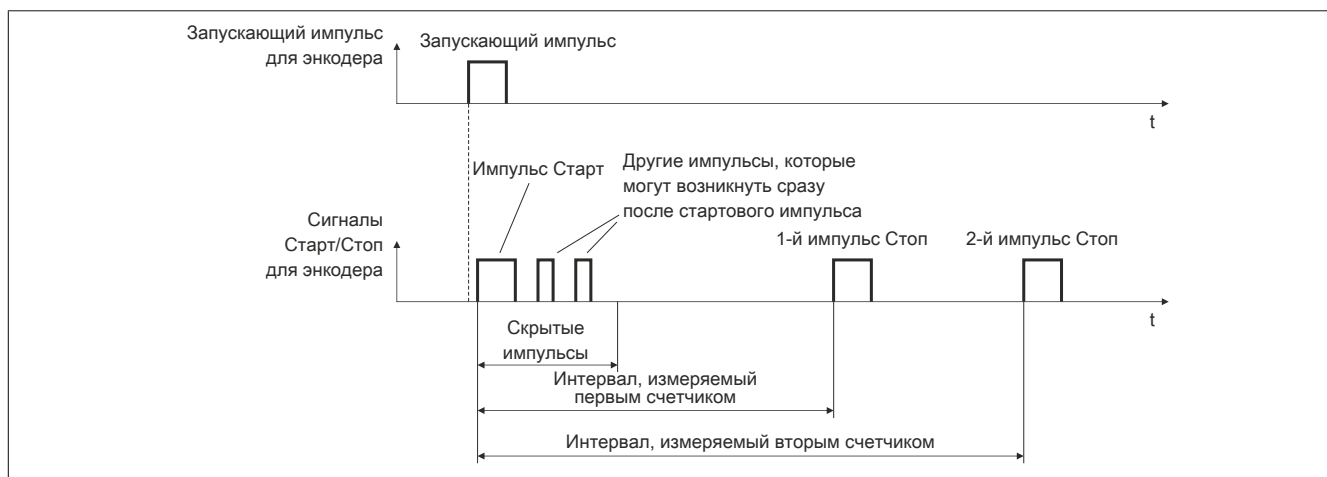 Запускающий импульс
для энкодера
Запускающий импульс
t
Импульс Старт
Другие импульсы, которые
могут возникнуть сразу
после стартового импульса
Сигналы
Старт/Стоп
для энкодера
1-й импульс Стоп
2-й импульс Стоп
t
Скрытые
импульсы
Интервал, измеряемый
первым счетчиком
Интервал, измеряемый вторым счетчиком